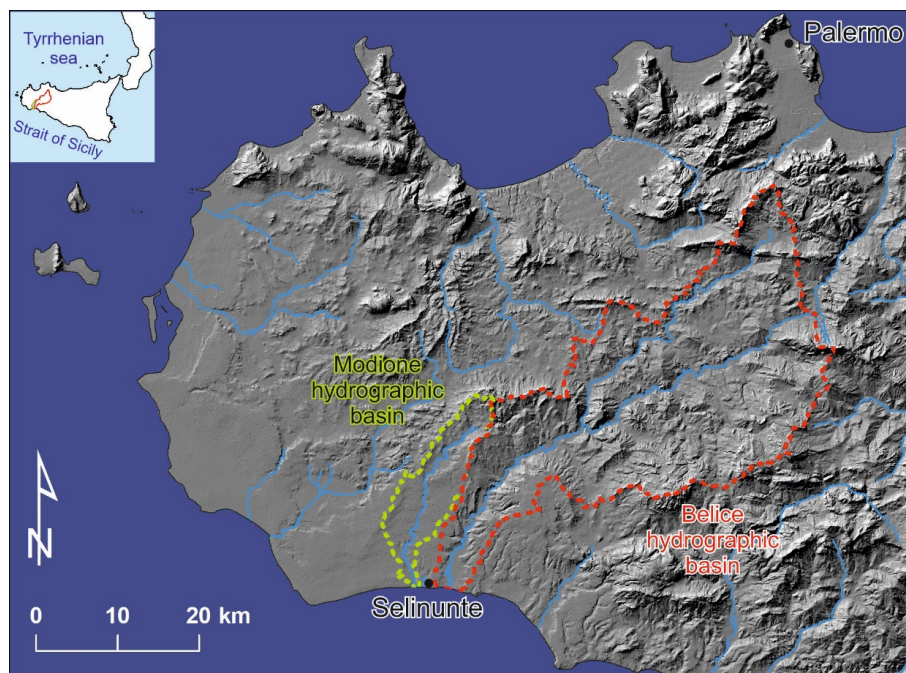 Tyrrhenian
sea
Strait of Sicily
Palermo
Modione
hydrographic
basin
Belice
hydrographic
basin
Selinunte
N
0 10 20 km